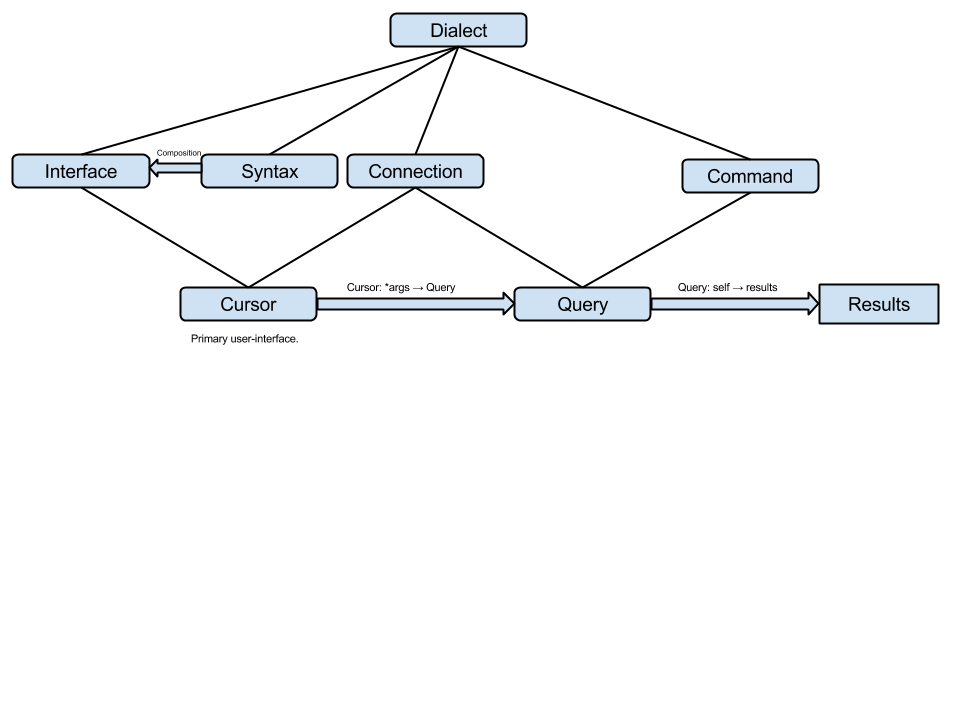 Dialect
Composition
Interface
Syntax
Connection
Command
Cursor: *args → Query
Query: self → results
Cursor
Query
Results
Primary user-interface.